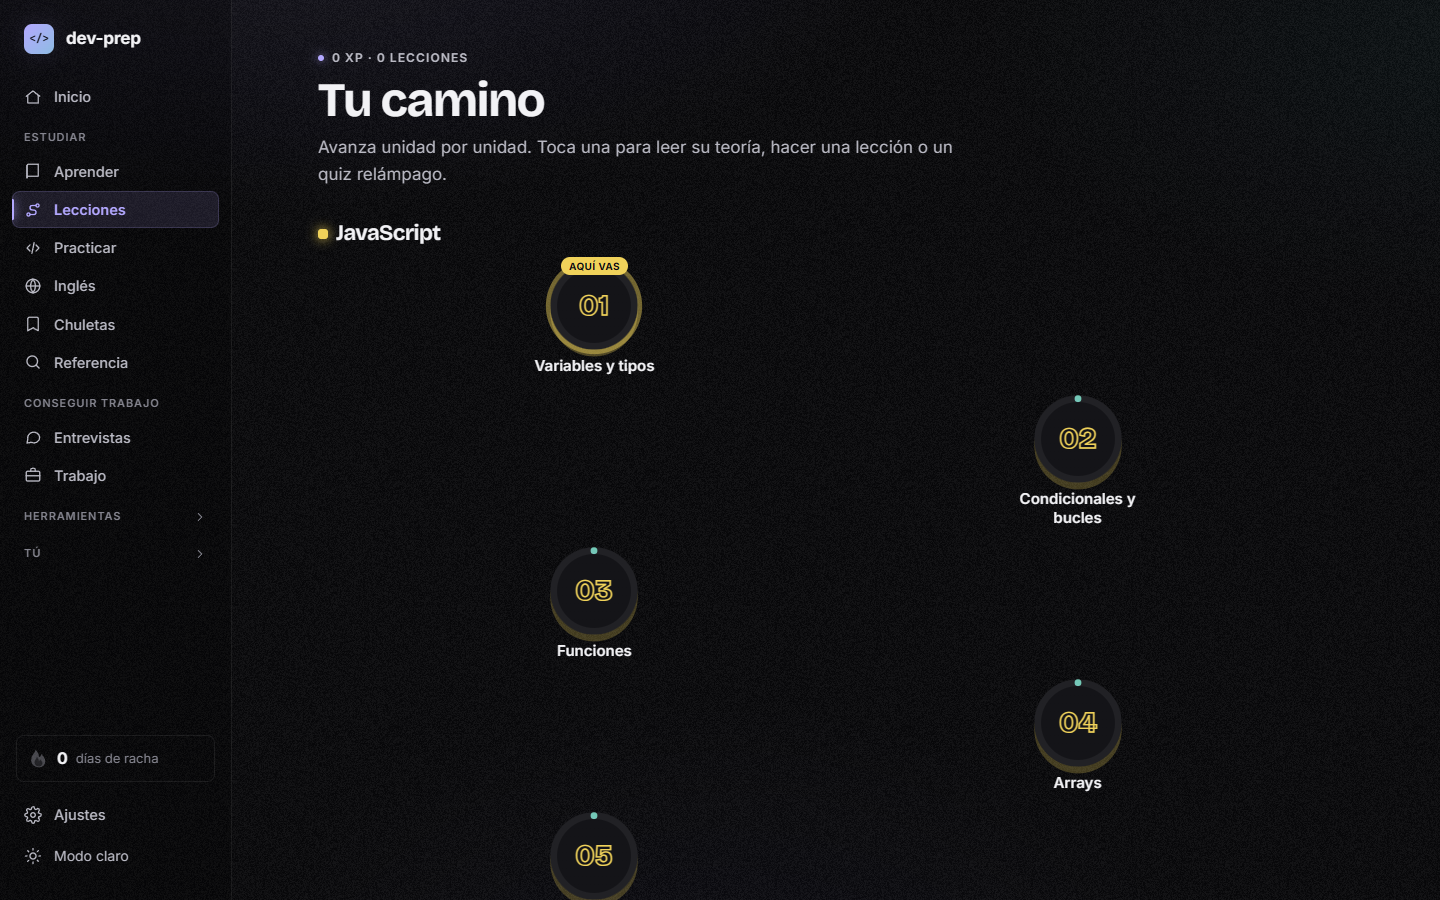 </>
dev-prep
Inicio
ESTUDIAR
Aprender
Lecciones
Practicar
Inglés
Chuletas
Referencia
CONSEGUIR TRABAJO
Entrevistas
Trabajo
HERRAMIENTAS
TÚ
0 días de racha
Ajustes
Modo claro
0 XP · 0 LECCIONES
Tu camino
Avanza unidad por unidad. Toca una para leer su teoría, hacer una lección o un
quiz relámpago.
JavaScript
AQUÍ VAS
01
Variables y tipos
02
Condicionales y
bucles
03
Funciones
04
Arrays
05